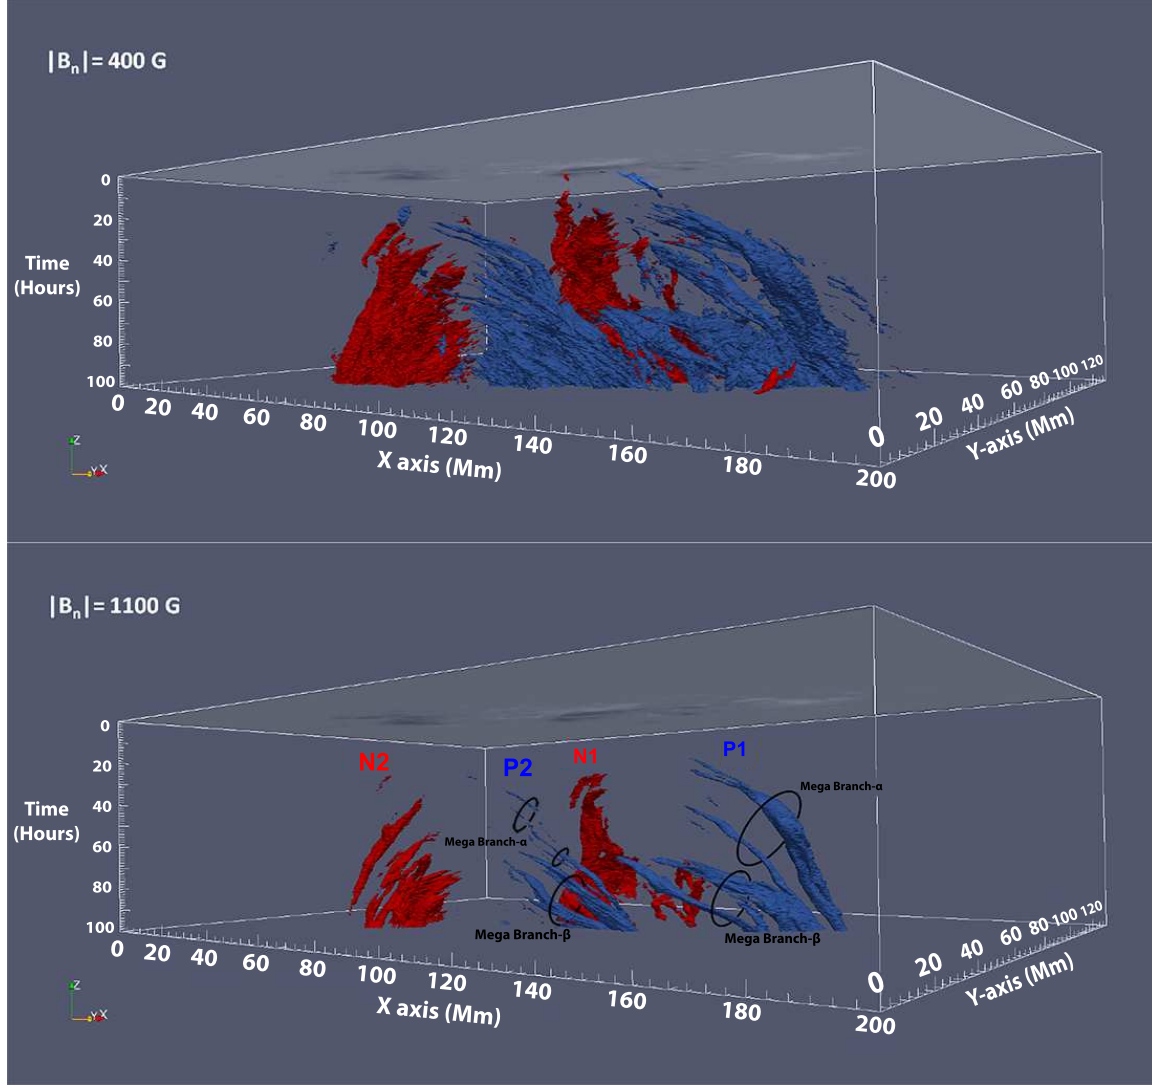 |Bn|= 400 G
0
20
40
60
80
100
Time
(Hours)
0 20 40 60 80 100 120 140 160 180 200
X axis (Mm)
0 20 40 60 80 100 120
Y-axis (Mm)
Z
Y X
|Bn|= 1100 G
N2
P2
N1
P1
Mega Branch-α
Mega Branch-α
Mega Branch-β
Mega Branch-β
0
20
40
60
80
100
Time
(Hours)
0 20 40 60 80 100 120 140 160 180 200
X axis (Mm)
0 20 40 60 80 100 120
Y-axis (Mm)
Z
Y X